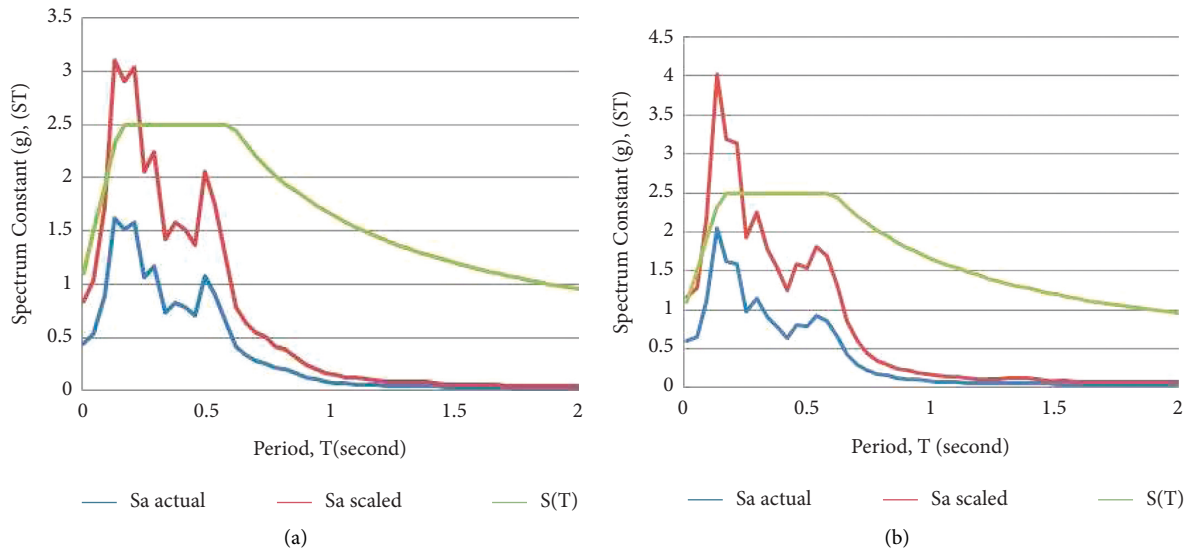 3.5
3
2.5
2
1.5
1
0.5
0
0 0.5 1 1.5 2
Spectrum Constant (g), (ST)
Period, T(second)
Sa actual Sa scaled S(T)
(a)
4.5
4
3.5
3
2.5
2
1.5
1
0.5
0
0 0.5 1 1.5 2
Spectrum Constant (g), (ST)
Period, T (second)
Sa actual Sa scaled S(T)
(b)